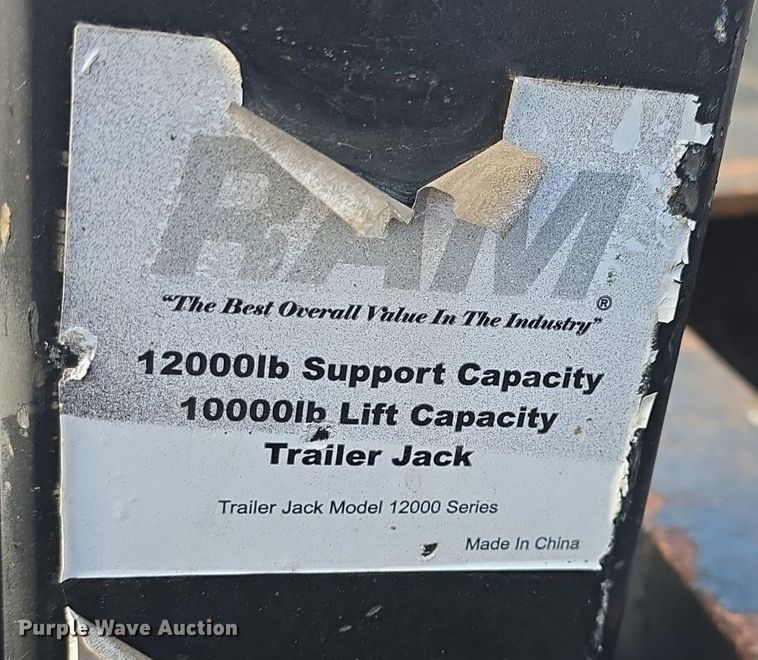 RAM®
"The Best Overall Value In The Industry"
12000lb Support Capacity
10000lb Lift Capacity
Trailer Jack
Trailer Jack Model 12000 Series
Made In China
Purple Wave Auction